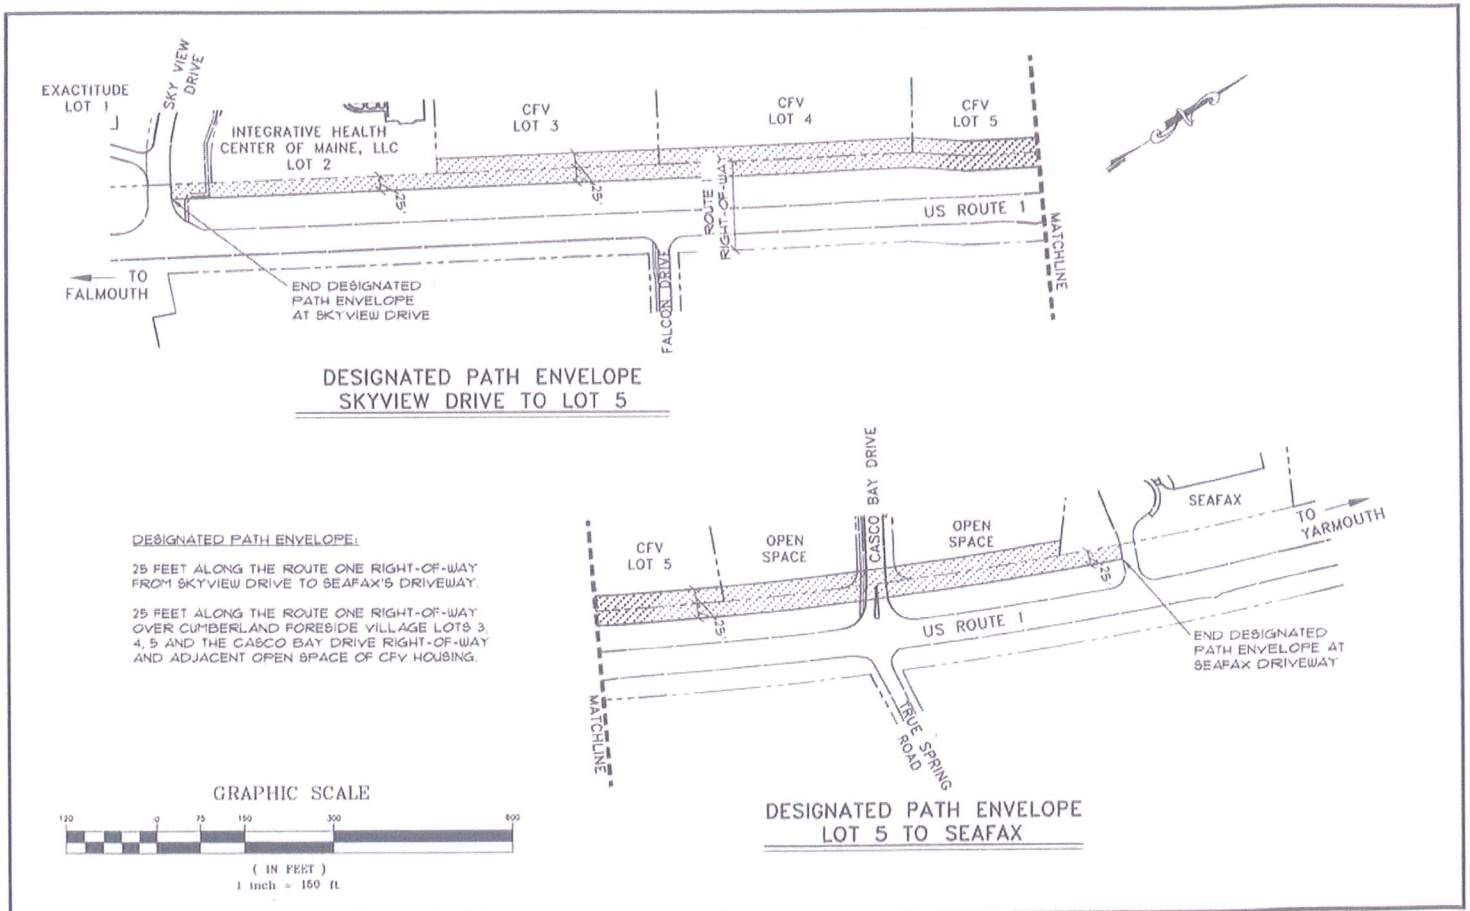 EXACTITUDE
LOT 1
SKY VIEW
DRIVE
INTEGRATIVE HEALTH
CENTER OF MAINE, LLC
LOT 2
CFV
LOT 3
CFV
LOT 4
CFV
LOT 5
25'
25'
ROUTE 1
RIGHT-OF-WAY
US ROUTE 1
MATCHLINE
TO
FALMOUTH
END DESIGNATED
PATH ENVELOPE
AT SKYVIEW DRIVE
FALCON DRIVE
DESIGNATED PATH ENVELOPE
SKYVIEW DRIVE TO LOT 5
DESIGNATED PATH ENVELOPE:
25 FEET ALONG THE ROUTE ONE RIGHT-OF-WAY
FROM SKYVIEW DRIVE TO SEAFAX'S DRIVEWAY.
25 FEET ALONG THE ROUTE ONE RIGHT-OF-WAY
OVER CUMBERLAND FORESIDE VILLAGE LOTS 3,
4, 5 AND THE CASCO BAY DRIVE RIGHT-OF-WAY
AND ADJACENT OPEN SPACE OF CFV HOUSING.
CFV
LOT 5
OPEN
SPACE
CASCO BAY DRIVE
OPEN
SPACE
SEAFAX
TO
YARMOUTH
25'
25'
US ROUTE 1
END DESIGNATED
PATH ENVELOPE AT
SEAFAX DRIVEWAY
MATCHLINE
TRUE SPRING
ROAD
DESIGNATED PATH ENVELOPE
LOT 5 TO SEAFAX
GRAPHIC SCALE
120 0 75 150 300 600
( IN FEET )
1 inch = 150 ft.